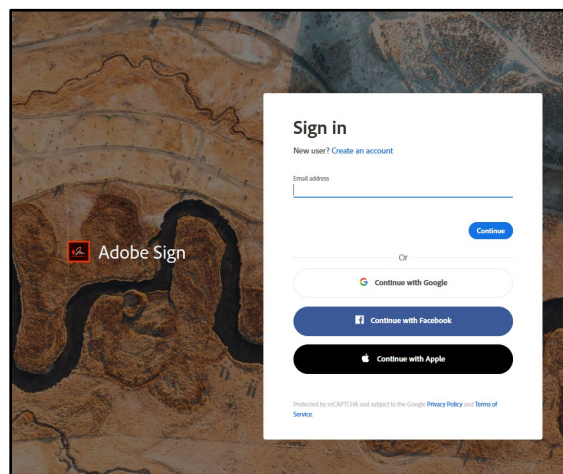 Sign in
New user? Create an account
Email address
Continue
Adobe Sign
Or
Continue with Google
Continue with Facebook
Continue with Apple
Protected by reCAPTCHA and subject to the Google Privacy Policy and Terms of
Service.